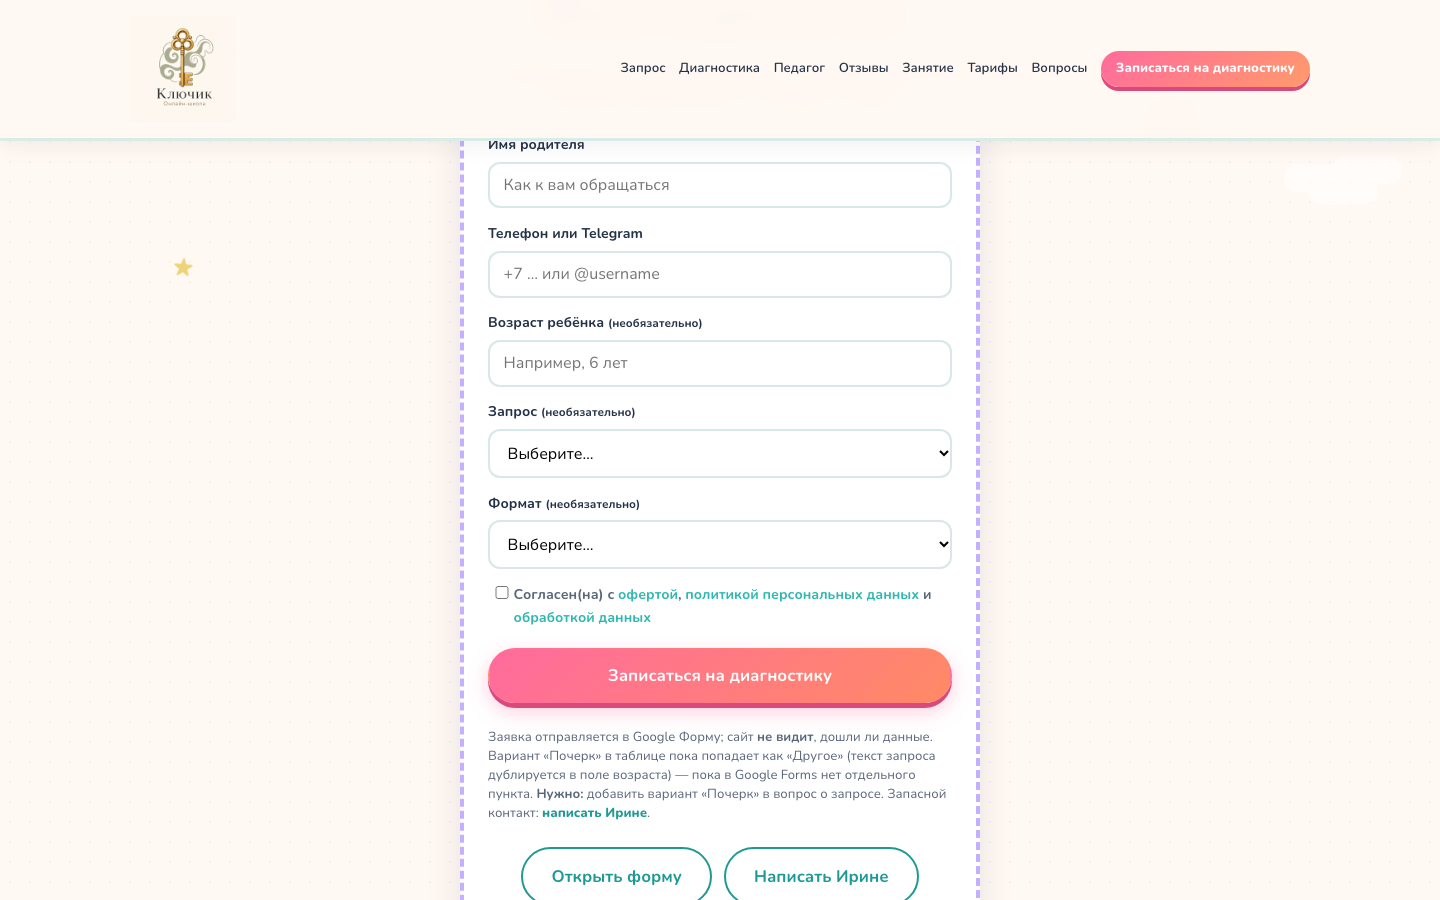 Ключик
Онлайн-школа
Запрос Диагностика Педагог Отзывы Занятие Тарифы Вопросы Записаться на диагностику
Имя родителя
Как к вам обращаться
Телефон или Telegram
+7 … или @username
Возраст ребёнка (необязательно)
Например, 6 лет
Запрос (необязательно)
Выберите…
Формат (необязательно)
Выберите…
Согласен(на) с офертой, политикой персональных данных и
обработкой данных
Записаться на диагностику
Заявка отправляется в Google Форму; сайт не видит, дошли ли данные.
Вариант «Почерк» в таблице пока попадает как «Другое» (текст запроса
дублируется в поле возраста) — пока в Google Forms нет отдельного
пункта. Нужно: добавить вариант «Почерк» в вопрос о запросе. Запасной
контакт: написать Ирине.
Открыть форму Написать Ирине